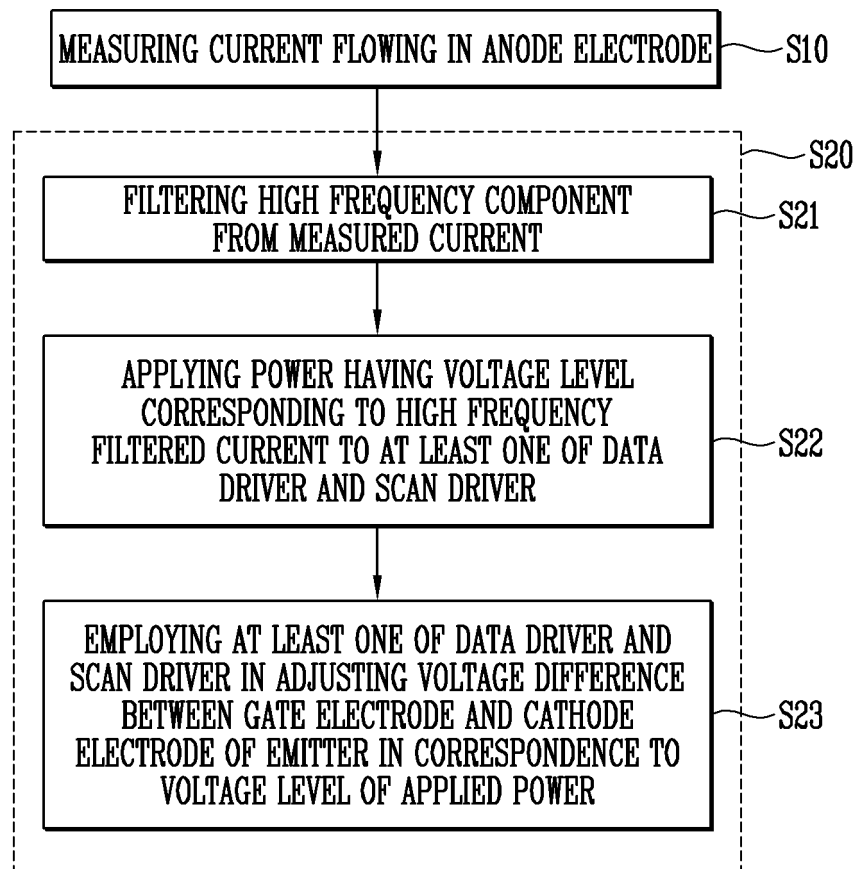 MEASURING CURRENT FLOWING IN ANODE ELECTRODE
S10
S20
FILTERING HIGH FREQUENCY COMPONENT
FROM MEASURED CURRENT
S21
APPLYING POWER HAVING VOLTAGE LEVEL
CORRESPONDING TO HIGH FREQUENCY
FILTERED CURRENT TO AT LEAST ONE OF DATA
DRIVER AND SCAN DRIVER
S22
EMPLOYING AT LEAST ONE OF DATA DRIVER AND
SCAN DRIVER IN ADJUSTING VOLTAGE DIFFERENCE
BETWEEN GATE ELECTRODE AND CATHODE
ELECTRODE OF EMITTER IN CORRESPONDENCE TO
VOLTAGE LEVEL OF APPLIED POWER
S23